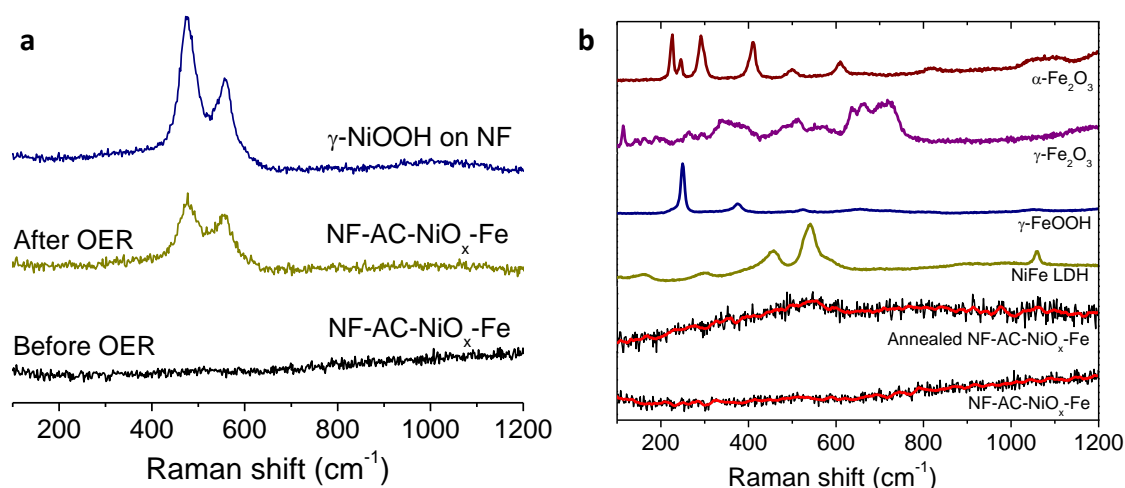 a
γ-NiOOH on NF
After OER
NF-AC-NiOₓ-Fe
Before OER
NF-AC-NiOₓ-Fe
200 400 600 800 1000 1200
Raman shift (cm⁻¹)
b
α-Fe₂O₃
γ-Fe₂O₃
γ-FeOOH
NiFe LDH
Annealed NF-AC-NiOₓ-Fe
NF-AC-NiOₓ-Fe
200 400 600 800 1000 1200
Raman shift (cm⁻¹)